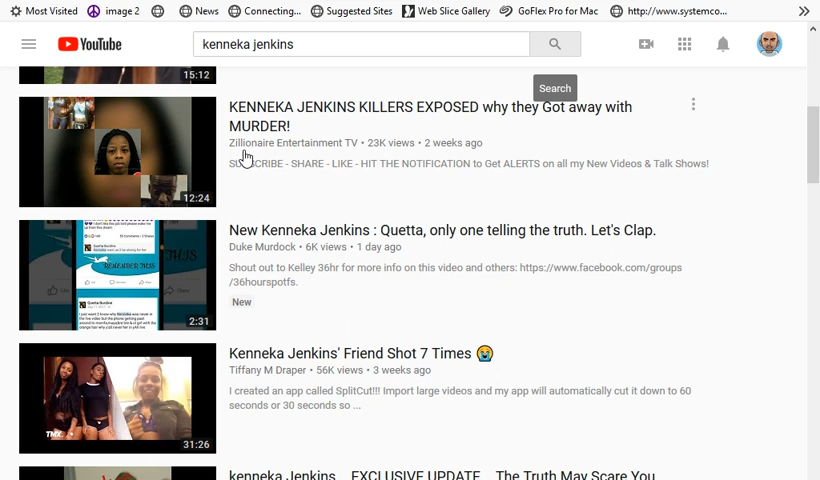 Most Visited image 2 News Connecting... Suggested Sites Web Slice Gallery GoFlex Pro for Mac http://www.systemco...
YouTube kenneka jenkins
15:12
Search
KENNEKA JENKINS KILLERS EXPOSED why they Got away with
MURDER!
Zillionaire Entertainment TV • 23K views • 2 weeks ago
SUBSCRIBE - SHARE - LIKE - HIT THE NOTIFICATION to Get ALERTS on all my New Videos & Talk Shows!
12:24
New Kenneka Jenkins : Quetta, only one telling the truth. Let's Clap.
Duke Murdock • 6K views • 1 day ago
Shout out to Kelley 36hr for more info on this video and others: https://www.facebook.com/groups
/36hourspotfs.
New
2:31
Kenneka Jenkins' Friend Shot 7 Times 😭
Tiffany M Draper • 56K views • 3 weeks ago
I created an app called SplitCut!!! Import large videos and my app will automatically cut it down to 60
seconds or 30 seconds so ...
TMX
31:26
kenneka Jenkins EXCLUSIVE UPDATE The Truth May Scare You